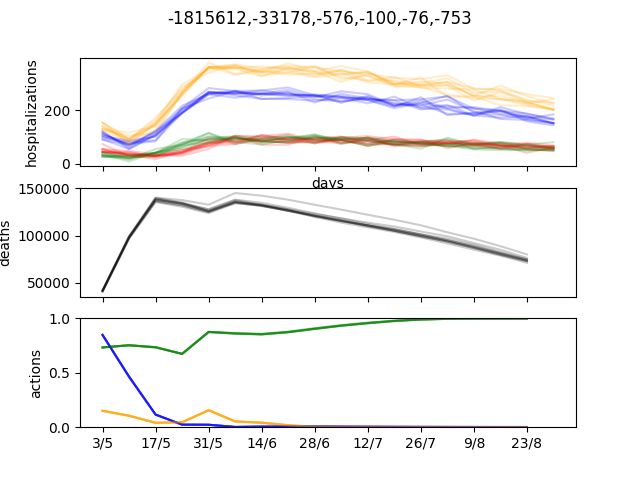 -1815612,-33178,-576,-100,-76,-753
hospitalizations
200
0
days
deaths
150000
100000
50000
actions
1.0
0.5
0.0
3/5 17/5 31/5 14/6 28/6 12/7 26/7 9/8 23/8